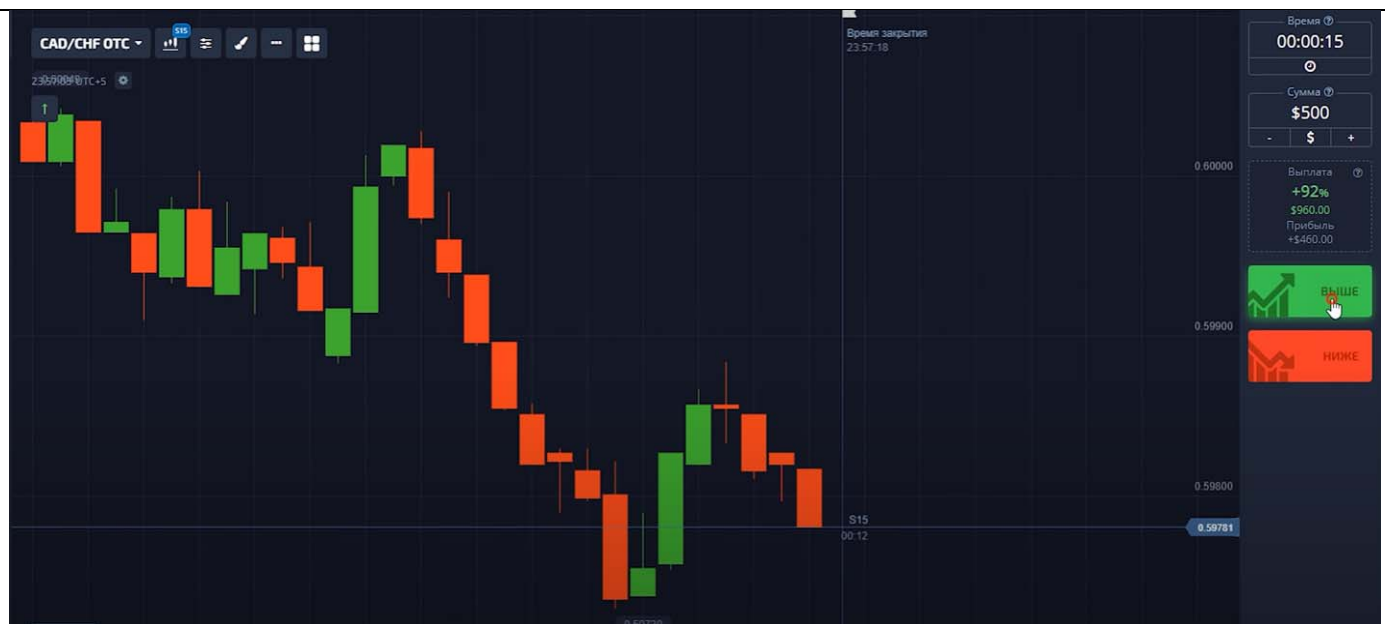 CAD/CHF OTC
S15
Время закрытия
23:57:18
Время
00:00:15
Сумма
$500
- $ +
Выплата
+92%
$960.00
Прибыль
+$460.00
ВЫШЕ
НИЖЕ
0.60000
0.59900
0.59800
0.59781
S15
00:12